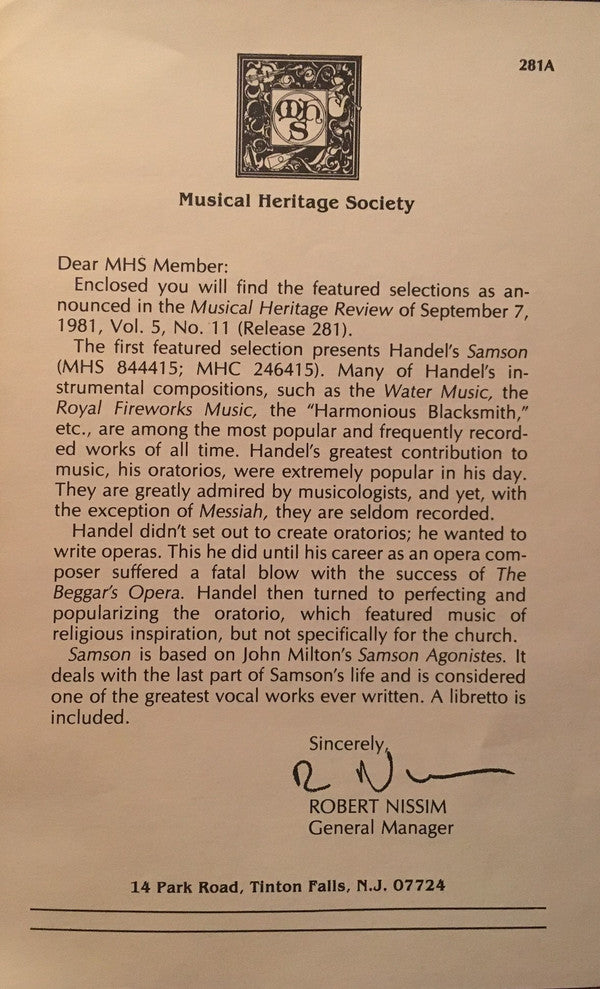 281A
mhs
Musical Heritage Society
Dear MHS Member:
Enclosed you will find the featured selections as an-
nounced in the Musical Heritage Review of September 7,
1981, Vol. 5, No. 11 (Release 281).
The first featured selection presents Handel's Samson
(MHS 844415; MHC 246415). Many of Handel's in-
strumental compositions, such as the Water Music, the
Royal Fireworks Music, the "Harmonious Blacksmith,"
etc., are among the most popular and frequently record-
ed works of all time. Handel's greatest contribution to
music, his oratorios, were extremely popular in his day.
They are greatly admired by musicologists, and yet, with
the exception of Messiah, they are seldom recorded.
Handel didn't set out to create oratorios; he wanted to
write operas. This he did until his career as an opera com-
poser suffered a fatal blow with the success of The
Beggar's Opera. Handel then turned to perfecting and
popularizing the oratorio, which featured music of
religious inspiration, but not specifically for the church.
Samson is based on John Milton's Samson Agonistes. It
deals with the last part of Samson's life and is considered
one of the greatest vocal works ever written. A libretto is
included.
Sincerely,
R N
ROBERT NISSIM
General Manager
14 Park Road, Tinton Falls, N.J. 07724